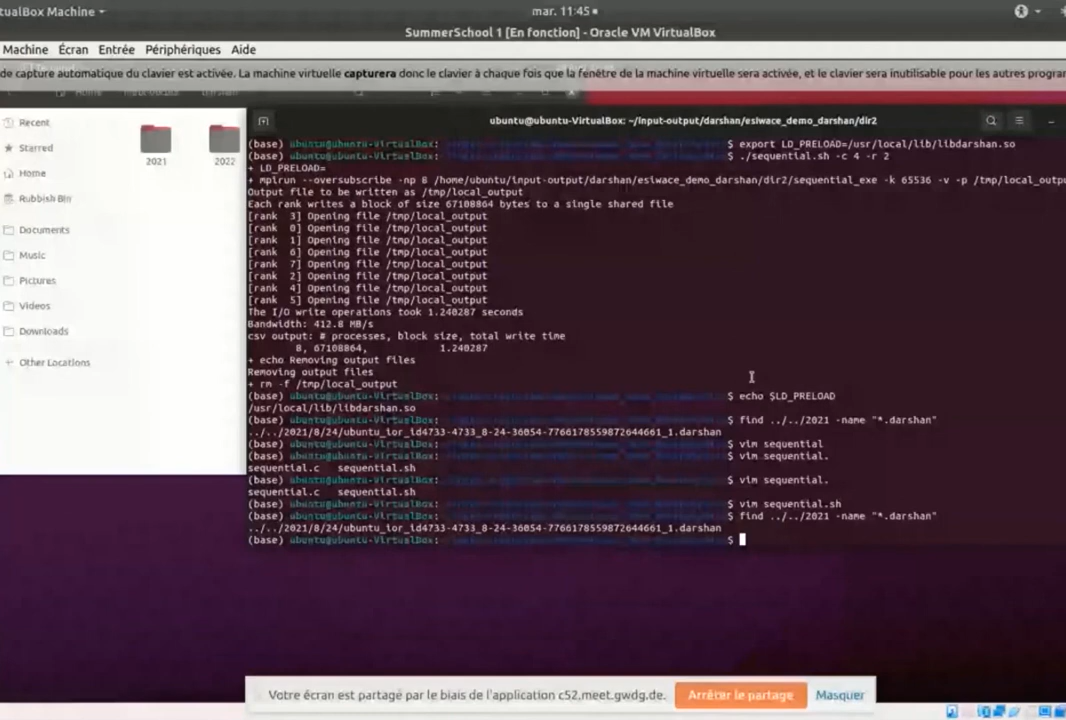 tualBox Machine
mar. 11:45
SummerSchool 1 [En fonction] - Oracle VM VirtualBox
Machine Écran Entrée Périphériques Aide
de capture automatique du clavier est activée. La machine virtuelle capturera donc le clavier à chaque fois que la fenêtre de la machine virtuelle sera activée, et le clavier sera inutilisable pour les autres progra
Recent
Starred
Home
Rubbish Bin
Documents
Music
Pictures
Videos
Downloads
Other Locations
2021 2022
ubuntu@ubuntu-VirtualBox: ~/input-output/darshan/esiwace_demo_darshan/dir2
(base) ubuntu@ubuntu-VirtualBox: $ export LD_PRELOAD=/usr/local/lib/libdarshan.so
(base) ubuntu@ubuntu-VirtualBox: $ ./sequential.sh -c 4 -r 2
+ LD_PRELOAD=
+ mpirun --oversubscribe -np 8 /home/ubuntu/input-output/darshan/esiwace_demo_darshan/dir2/sequential_exe -k 65536 -v -p /tmp/local_outpu
Output file to be written as /tmp/local_output
Each rank writes a block of size 67108864 bytes to a single shared file
[rank 3] Opening file /tmp/local_output
[rank 0] Opening file /tmp/local_output
[rank 1] Opening file /tmp/local_output
[rank 6] Opening file /tmp/local_output
[rank 7] Opening file /tmp/local_output
[rank 2] Opening file /tmp/local_output
[rank 4] Opening file /tmp/local_output
[rank 5] Opening file /tmp/local_output
The I/O write operations took 1.240287 seconds
Bandwidth: 412.8 MB/s
csv output: # processes, block size, total write time
8, 67108864, 1.240287
+ echo Removing output files
Removing output files
+ rm -f /tmp/local_output
(base) ubuntu@ubuntu-VirtualBox: $ echo $LD_PRELOAD
/usr/local/lib/libdarshan.so
(base) ubuntu@ubuntu-VirtualBox: $ find ../../2021 -name "*.darshan"
../../2021/8/24/ubuntu_ior_id4733-4733_8-24-36054-7766178559872644661_1.darshan
(base) ubuntu@ubuntu-VirtualBox: $ vim sequential
(base) ubuntu@ubuntu-VirtualBox: $ vim sequential.
sequential.c sequential.sh
(base) ubuntu@ubuntu-VirtualBox: $ vim sequential.
sequential.c sequential.sh
(base) ubuntu@ubuntu-VirtualBox: $ vim sequential.sh
(base) ubuntu@ubuntu-VirtualBox: $ find ../../2021 -name "*.darshan"
../../2021/8/24/ubuntu_ior_id4733-4733_8-24-36054-7766178559872644661_1.darshan
(base) ubuntu@ubuntu-VirtualBox: $
Votre écran est partagé par le biais de l'application c52.meet.gwdg.de. Arrêter le partage Masquer